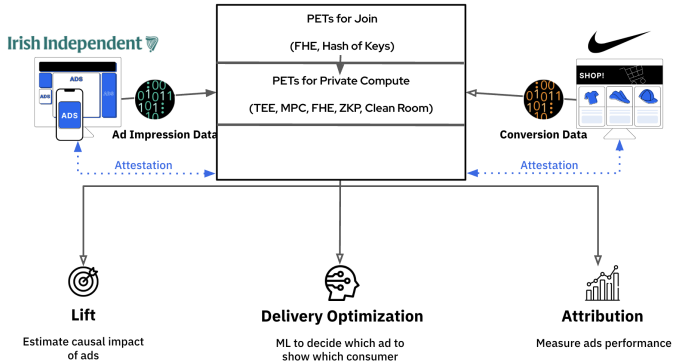 PETs for Join
(FHE, Hash of Keys)
Irish Independent
PETs for Private Compute
(TEE, MPC, FHE, ZKP, Clean Room)
ADS
ADS
ADS
SHOP!
Ad Impression Data
Conversion Data
Attestation
Attestation
Lift
Delivery Optimization
Attribution
Estimate causal impact
of ads
ML to decide which ad to
show which consumer
Measure ads performance